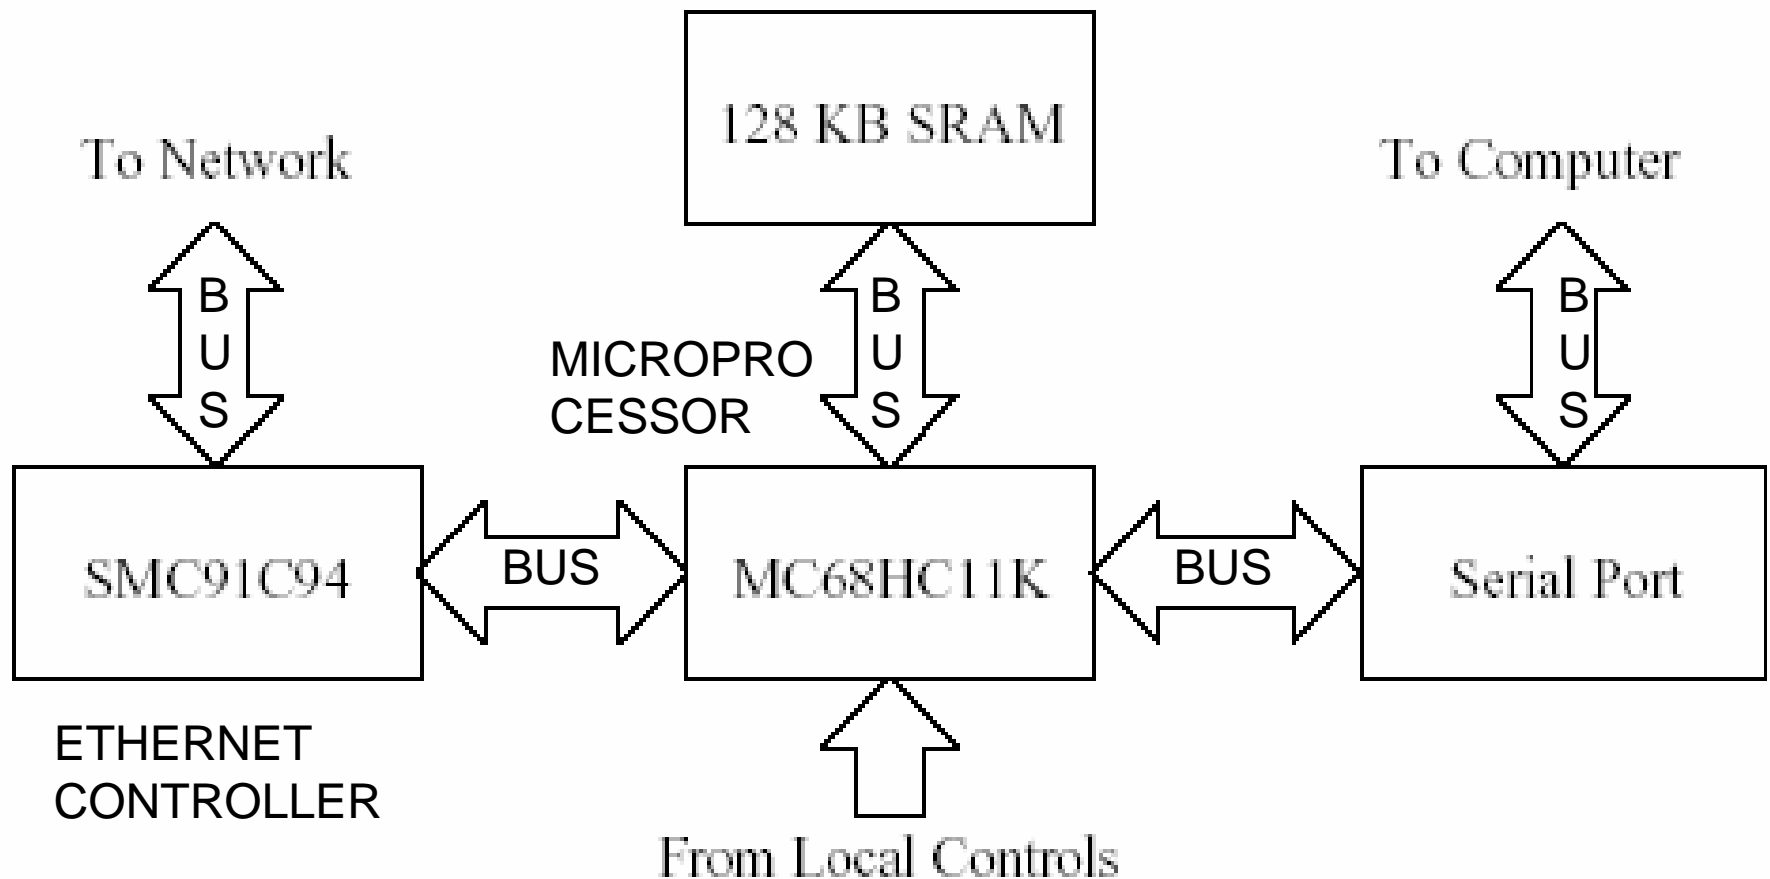 128 KB SRAM
To Network
To Computer
B
U
S
B
U
S
B
U
S
MICROPRO
CESSOR
SMC91C94
BUS
MC68HC11K
BUS
Serial Port
ETHERNET
CONTROLLER
From Local Controls